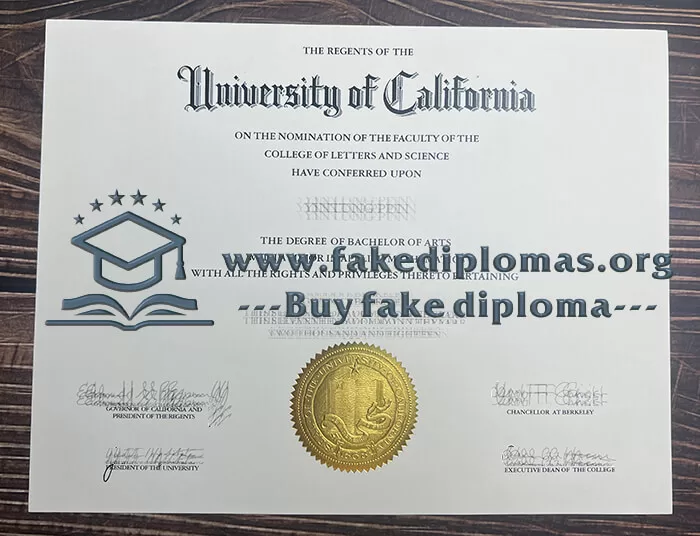 THE REGENTS OF THE
University of California
ON THE NOMINATION OF THE FACULTY OF THE
COLLEGE OF LETTERS AND SCIENCE
HAVE CONFERRED UPON
THE DEGREE OF BACHELOR OF ARTS
www.fakediplomas.org
WITH ALL THE RIGHTS AND PRIVILEGES THERETO PERTAINING
---Buy fake diploma---
GOVERNOR OF CALIFORNIA AND
PRESIDENT OF THE REGENTS
CHANCELLOR AT BERKELEY
PRESIDENT OF THE UNIVERSITY
EXECUTIVE DEAN OF THE COLLEGE